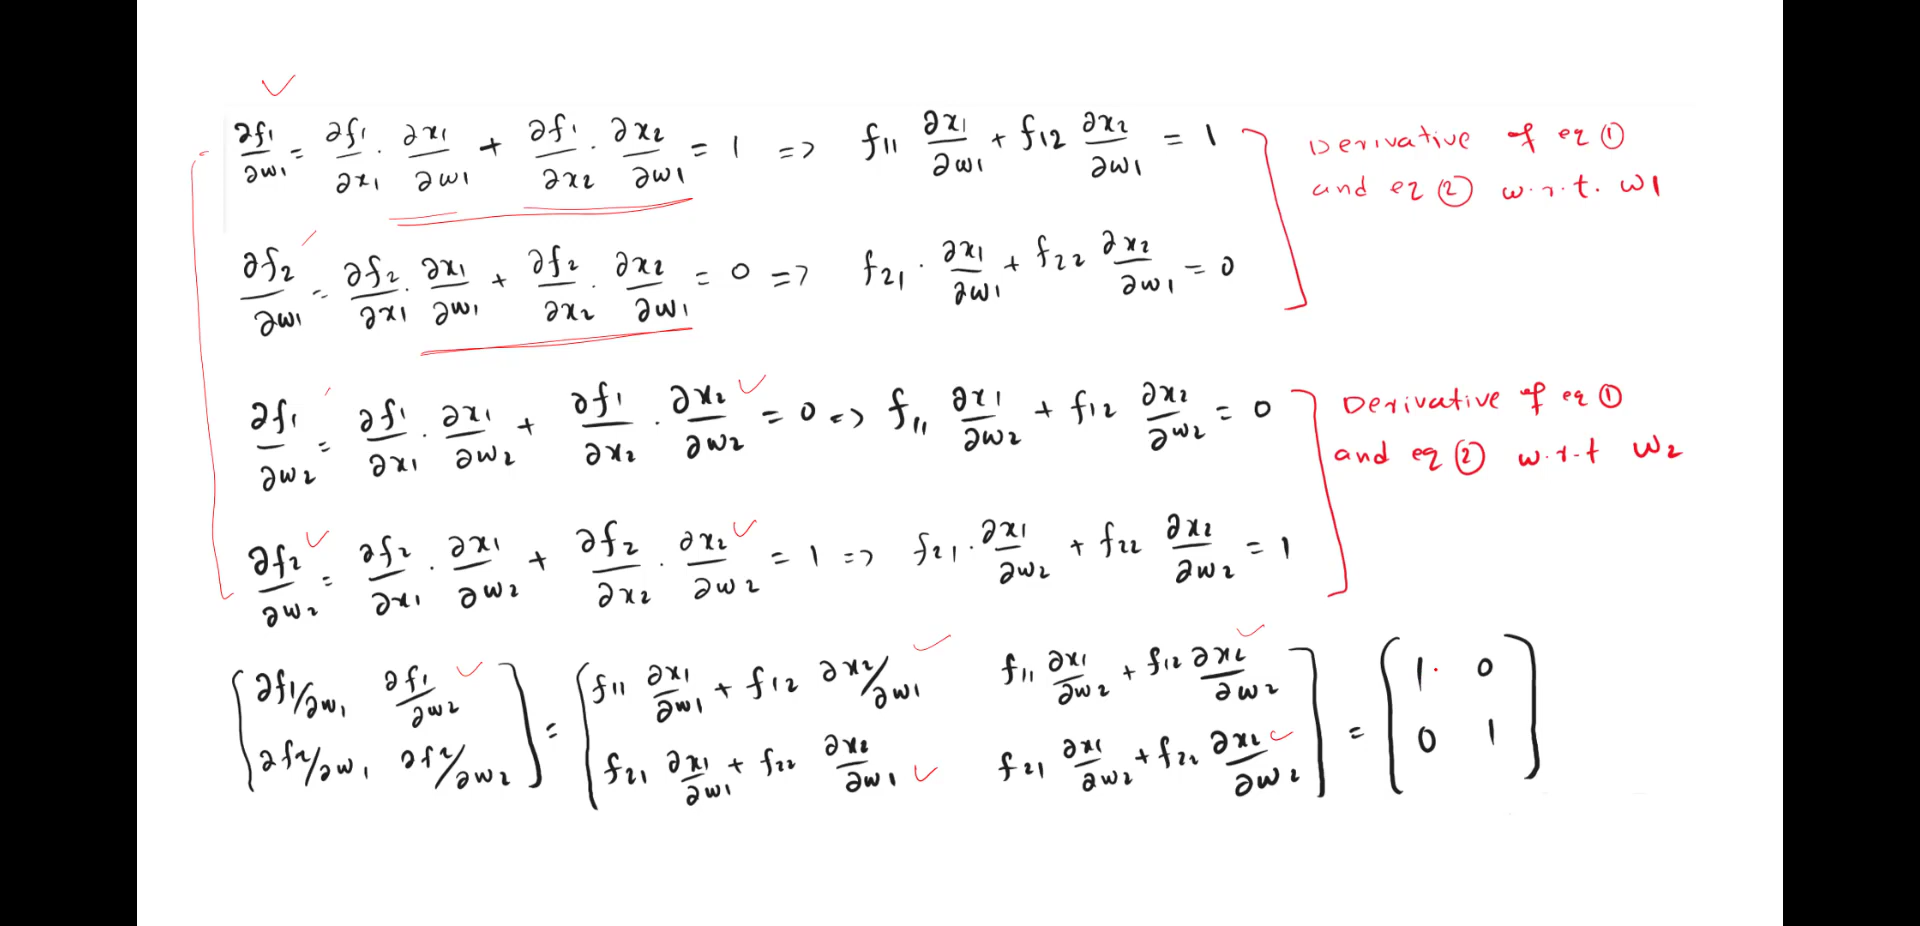 ∂f1/∂w1 = ∂f1/∂x1 · ∂x1/∂w1 + ∂f1/∂x2 · ∂x2/∂w1 = 1 => f11 ∂x1/∂w1 + f12 ∂x2/∂w1 = 1
Derivative of eq ①
and eq ② w.r.t. w1
∂f2/∂w1 = ∂f2/∂x1 · ∂x1/∂w1 + ∂f2/∂x2 · ∂x2/∂w1 = 0 => f21 · ∂x1/∂w1 + f22 ∂x2/∂w1 = 0
∂f1/∂w2 = ∂f1/∂x1 · ∂x1/∂w2 + ∂f1/∂x2 · ∂x2/∂w2 = 0 => f11 ∂x1/∂w2 + f12 ∂x2/∂w2 = 0
Derivative of eq ①
and eq ② w.r.t w2
∂f2/∂w2 = ∂f2/∂x1 · ∂x1/∂w2 + ∂f2/∂x2 · ∂x2/∂w2 = 1 => f21 · ∂x1/∂w2 + f22 ∂x2/∂w2 = 1
[ ∂f1/∂w1 ∂f1/∂w2 ] = [ f11 ∂x1/∂w1 + f12 ∂x2/∂w1 f11 ∂x1/∂w2 + f12 ∂x2/∂w2 ] = [ 1 0 ]
[ ∂f2/∂w1 ∂f2/∂w2 ] [ f21 ∂x1/∂w1 + f22 ∂x2/∂w1 f21 ∂x1/∂w2 + f22 ∂x2/∂w2 ] [ 0 1 ]